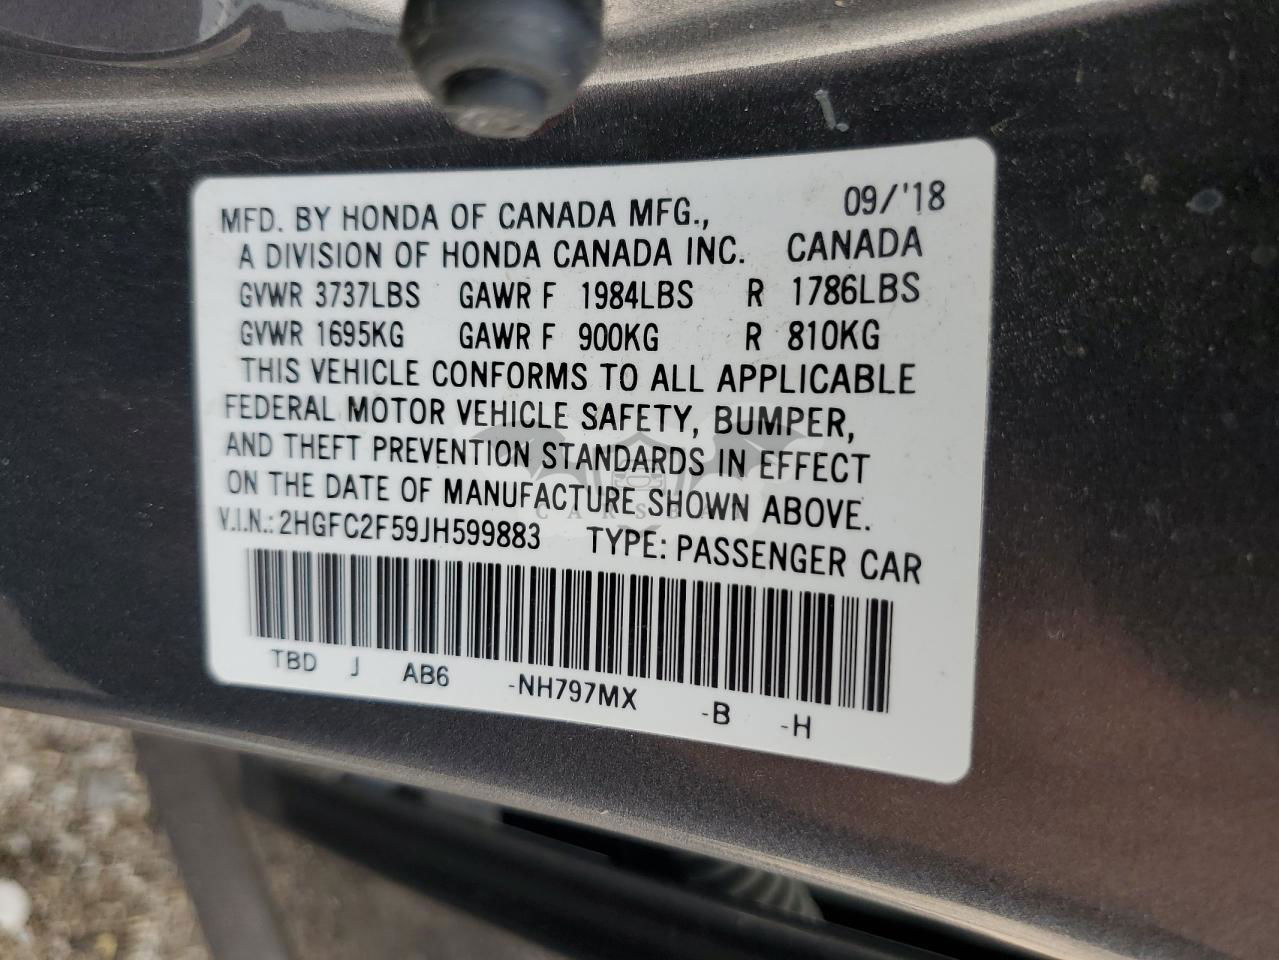 09/'18
MFD. BY HONDA OF CANADA MFG.,
A DIVISION OF HONDA CANADA INC. CANADA
GVWR 3737LBS GAWR F 1984LBS R 1786LBS
GVWR 1695KG GAWR F 900KG R 810KG
THIS VEHICLE CONFORMS TO ALL APPLICABLE
FEDERAL MOTOR VEHICLE SAFETY, BUMPER,
AND THEFT PREVENTION STANDARDS IN EFFECT
ON THE DATE OF MANUFACTURE SHOWN ABOVE.
V.I.N.: 2HGFC2F59JH599883 TYPE: PASSENGER CAR
TBD J AB6 -NH797MX -B -H